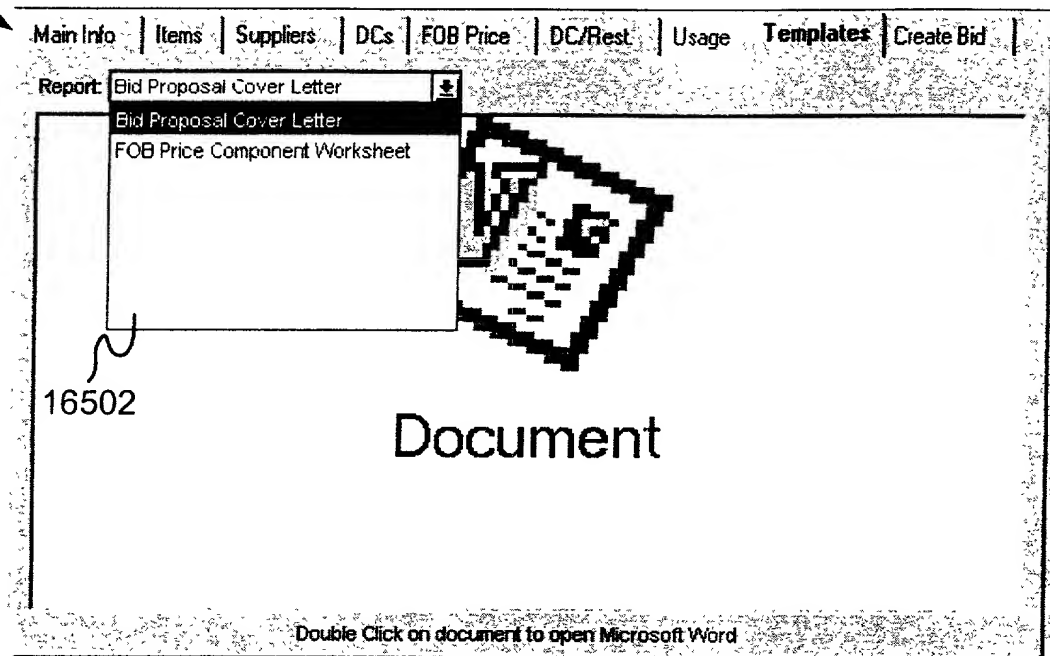 Main Info Items Suppliers DCs FOB Price DC/Rest. Usage Templates Create Bid
Report: Bid Proposal Cover Letter
Bid Proposal Cover Letter
FOB Price Component Worksheet
16502
Document
Double Click on document to open Microsoft Word